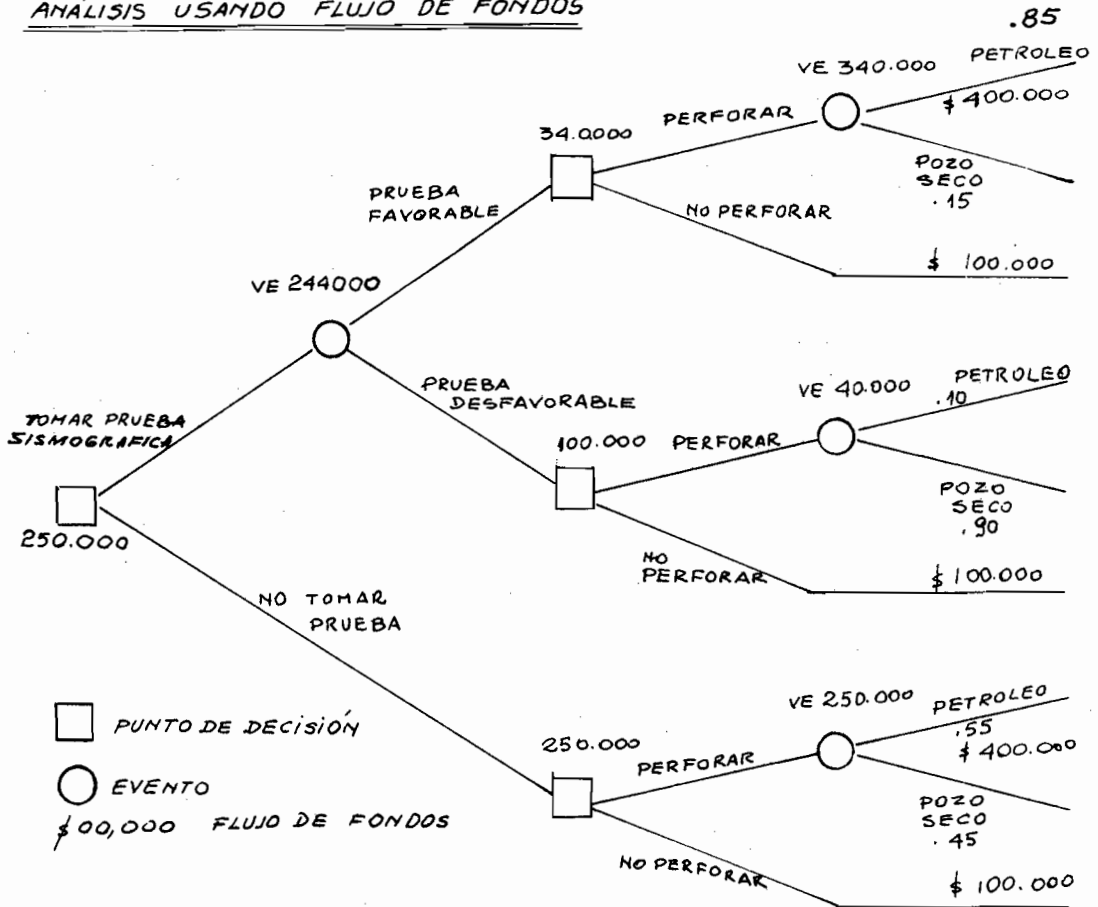 ANALISIS USANDO FLUJO DE FONDOS
.85
VE 340.000
PETROLEO
$ 400.000
PERFORAR
34.0000
POZO
SECO
.15
PRUEBA
FAVORABLE
NO PERFORAR
$ 100.000
VE 244000
PRUEBA
DESFAVORABLE
VE 40.000
PETROLEO
.10
TOMAR PRUEBA
SISMOGRAFICA
100.000
PERFORAR
POZO
SECO
.90
250.000
NO
PERFORAR
$ 100.000
NO TOMAR
PRUEBA
VE 250.000
PETROLEO
.55
$ 400.000
250.000
PERFORAR
POZO
SECO
.45
NO PERFORAR
$ 100.000
PUNTO DE DECISIÓN
EVENTO
$00,000 FLUJO DE FONDOS